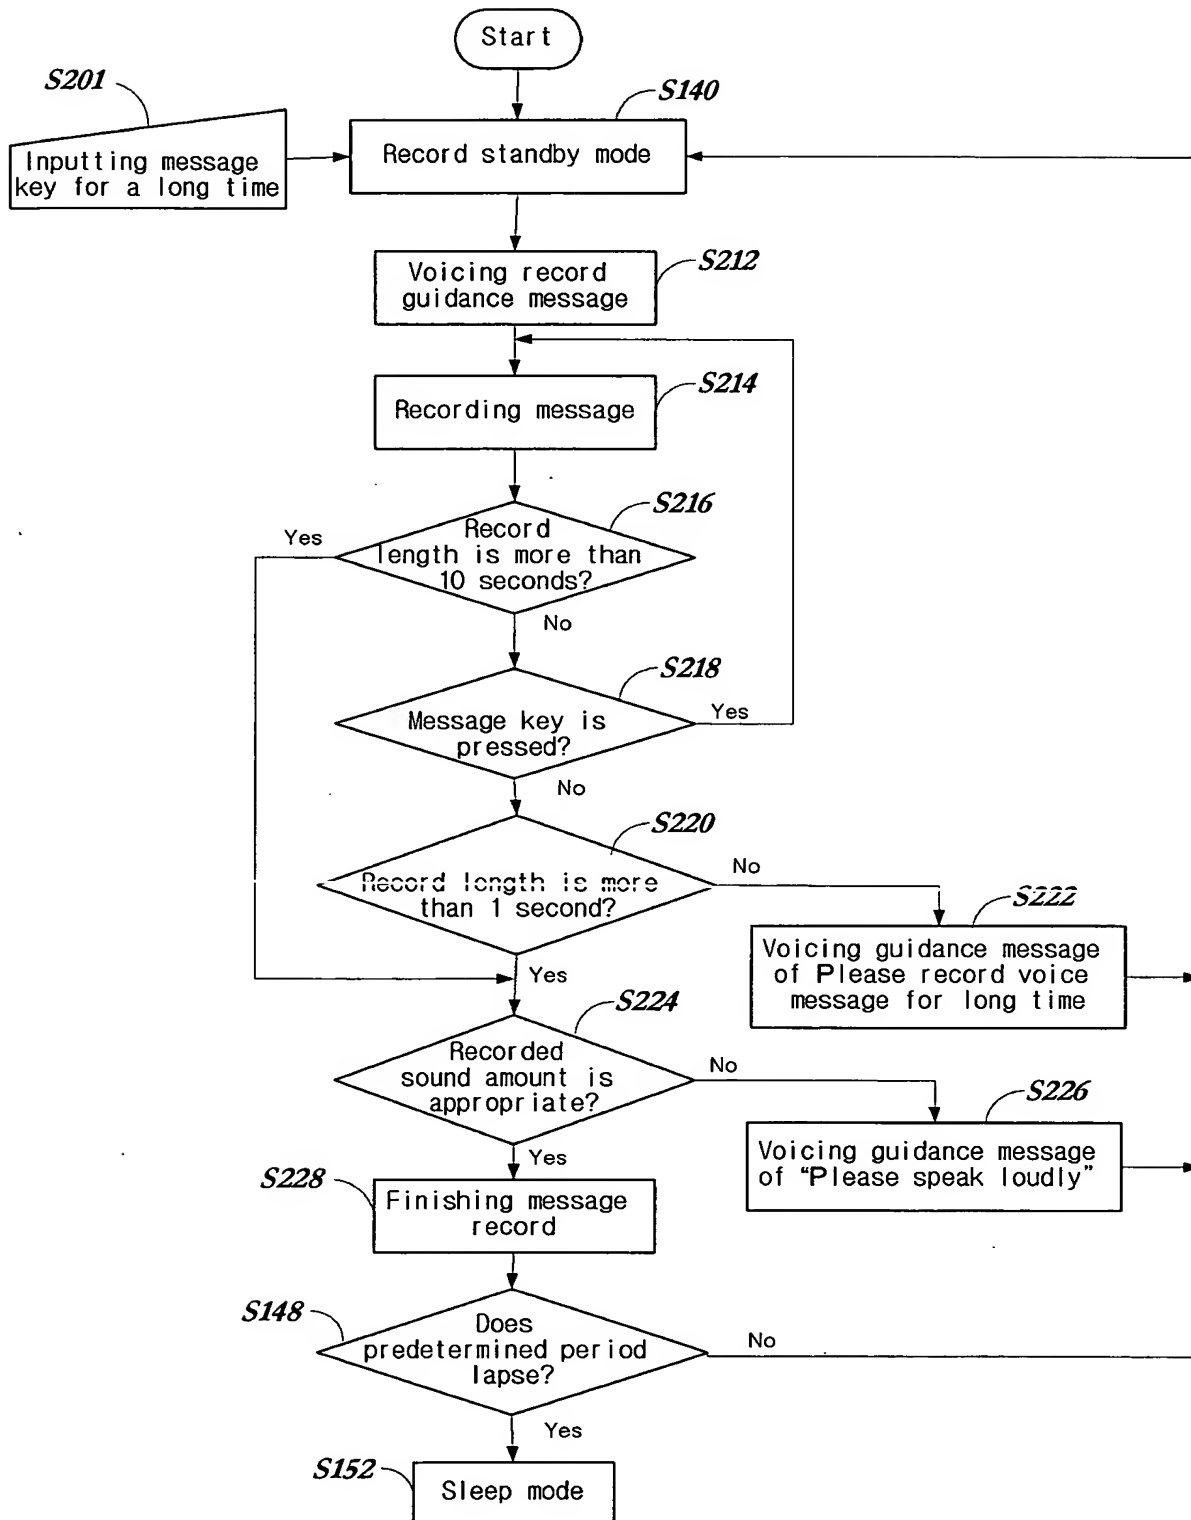 Start
S201
S140
Inputting message
key for a long time
Record standby mode
S212
Voicing record
guidance message
S214
Recording message
S216
Yes
Record
length is more than
10 seconds?
No
S218
Message key is
pressed?
Yes
No
S220
Record length is more
than 1 second?
No
S222
Voicing guidance message
of Please record voice
message for long time
Yes
S224
Recorded
sound amount is
appropriate?
No
S226
Voicing guidance message
of “Please speak loudly”
Yes
S228
Finishing message
record
S148
Does
predetermined period
lapse?
No
Yes
S152
Sleep mode